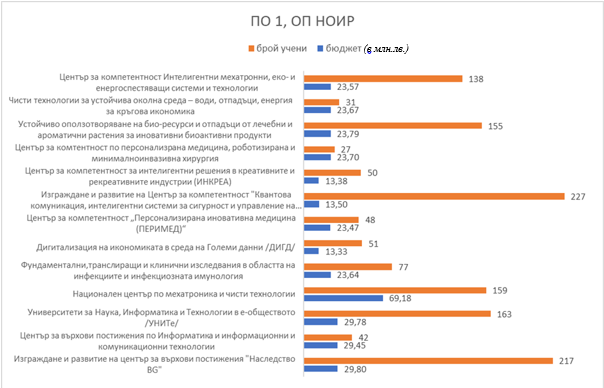 ПО 1, ОП НОИР
брой учени бюджет (в млн.лв.)
Център за компетентност Интелигентни мехатронни, еко- и
енергоспестяващи системи и технологии
138
23,57
Чисти технологии за устойчива околна среда – води, отпадъци, енергия
за кръгова икономика
31
23,67
Устойчиво оползотворяване на био-ресурси и отпадъци от лечебни и
ароматични растения за иновативни биоактивни продукти
155
23,79
Център за комтентност по персонализрана медицина, роботизирана и
минималноинвазивна хирургия
27
23,70
Център за компетентност за интелигентни решения в креативните и
рекреативните индустрии (ИНКРЕА)
50
13,38
Изграждане и развитие на Център за компетентност "Квантова
комуникация, интелигентни системи за сигурност и управление на…
227
13,50
Център за компетентност „Персонализирана иновативна медицина
(ПЕРИМЕД)"
48
23,47
Дигитализация на икономиката в среда на Големи данни /ДИГД/
51
13,33
Фундаментални,транслиращи и клинични изследвания в областта на
инфекциите и инфекциозната имунология
77
23,64
Национален център по мехатроника и чисти технологии
159
69,18
Университети за Наука, Информатика и Технологии в е-обществото
/УНИТе/
163
29,78
Център за върхови постижения по Информатика и информационни и
комуникационни технологии
42
29,45
Изграждане и развитие на център за върхови постижения "Наследство
BG"
217
29,80